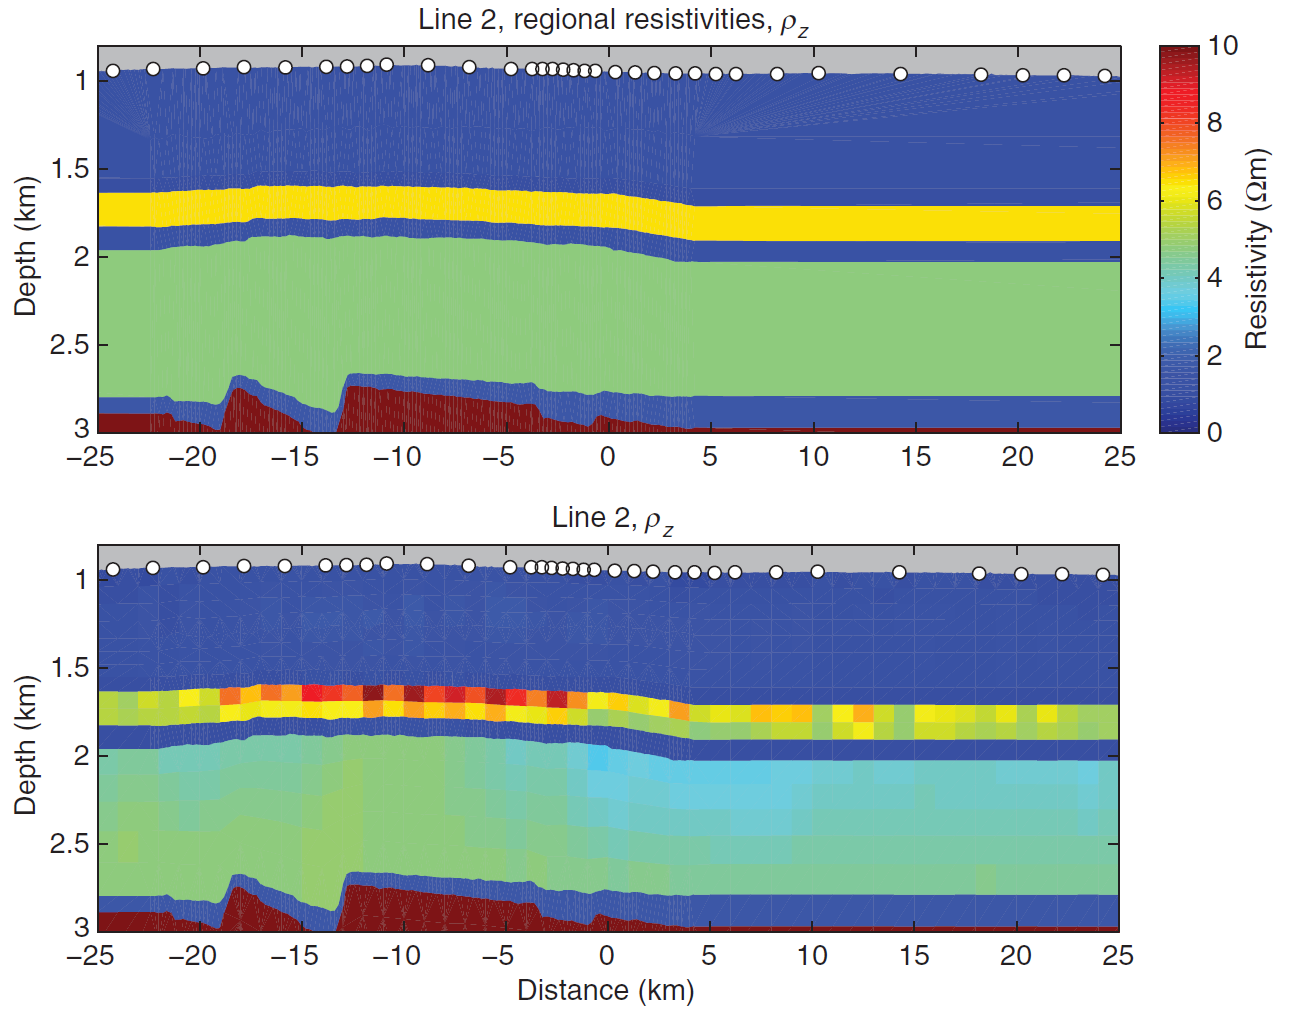 Line 2, regional resistivities, ρz
Depth (km)
1
1.5
2
2.5
3
−25 −20 −15 −10 −5 0 5 10 15 20 25
10
8
6
4
2
0
Resistivity (Ωm)
Line 2, ρz
Depth (km)
1
1.5
2
2.5
3
−25 −20 −15 −10 −5 0 5 10 15 20 25
Distance (km)